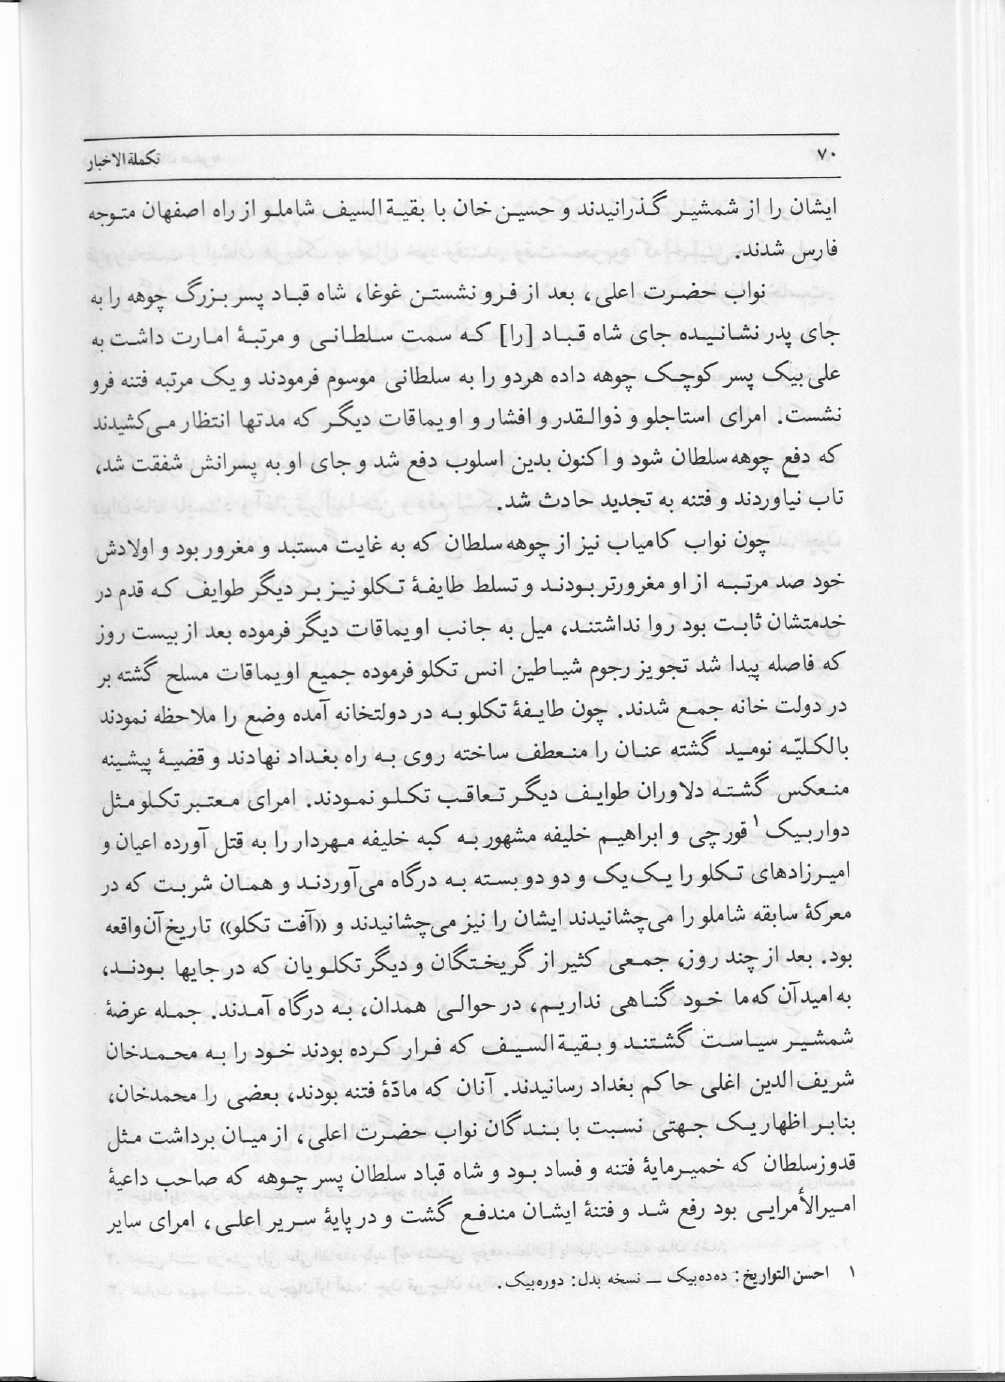 ۷۰ تکملة الاخبار
ایشان را از شمشیر گذرانیدند و حسین خان با بقیة السیف شاملو از راه اصفهان متوجه
فارس شدند.
نواب حضرت اعلی، بعد از فرو نشستن غوغا، شاه قباد پسر بزرگ چوهه را به
جای پدر نشانیده جای شاه قباد [را] که سمت سلطانی و مرتبۀ امارت داشت به
علی بیک پسر کوچک چوهه داده هردو را به سلطانی موسوم فرمودند و یک مرتبه فتنه فرو
نشست. امرای استاجلو و ذوالقدر و افشار و اویماقات دیگر که مدتها انتظار می‌کشیدند
که دفع چوهه سلطان شود و اکنون بدین اسلوب دفع شد و جای او به پسرانش شفقت شد،
تاب نیاوردند و فتنه به تجدید حادث شد.
چون نواب کامیاب نیز از چوهه سلطان که به غایت مستبد و مغرور بود و اولادش
خود صد مرتبه از او مغرورتر بودند و تسلط طایفۀ تکلو نیز بر دیگر طوایف که قدم در
خدمتشان ثابت بود روا نداشتند، میل به جانب اویماقات دیگر فرموده بعد از بیست روز
که فاصله پیدا شد تجویز رجوم شیاطین انس تکلو فرموده جمیع اویماقات مسلح گشته بر
در دولت خانه جمع شدند. چون طایفۀ تکلو به در دولتخانه آمده وضع را ملاحظه نمودند
بالکلیّه نومید گشته عنان را منعطف ساخته روی به راه بغداد نهادند و قضیۀ پیشینه
منعکس گشته دلاوران طوایف دیگر تعاقب تکلو نمودند. امرای معتبر تکلو مثل
دواربیک۱ قورچی و ابراهیم خلیفه مشهور به کبه خلیفه مهردار را به قتل آورده اعیان و
امیرزادهای تکلو را یک یک و دو دو بسته به درگاه می‌آوردند و همان شربت که در
معرکۀ سابقه شاملو را می‌چشانیدند ایشان را نیز می‌چشانیدند و «آفت تکلو» تاریخ آن واقعه
بود. بعد از چند روز، جمعی کثیر از گریختگان و دیگر تکلویان که در جایها بودند،
به امید آن که ما خود گناهی نداریم، در حوالی همدان، به درگاه آمدند. جمله عرضۀ
شمشیر سیاست گشتند و بقیة السیف که فرار کرده بودند خود را به محمدخان
شریف الدین اغلی حاکم بغداد رسانیدند. آنان که مادّۀ فتنه بودند، بعضی را محمدخان،
بنابر اظهار یک جهتی نسبت با بندگان نواب حضرت اعلی، از میان برداشت مثل
قدوزسلطان که خمیرمایۀ فتنه و فساد بود و شاه قباد سلطان پسر چوهه که صاحب داعیۀ
امیرالأمرایی بود رفع شد و فتنۀ ایشان مندفع گشت و در پایۀ سریر اعلی، امرای سایر
۱ احسن التواریخ: دده بیک ــ نسخه بدل: دوره بیک.